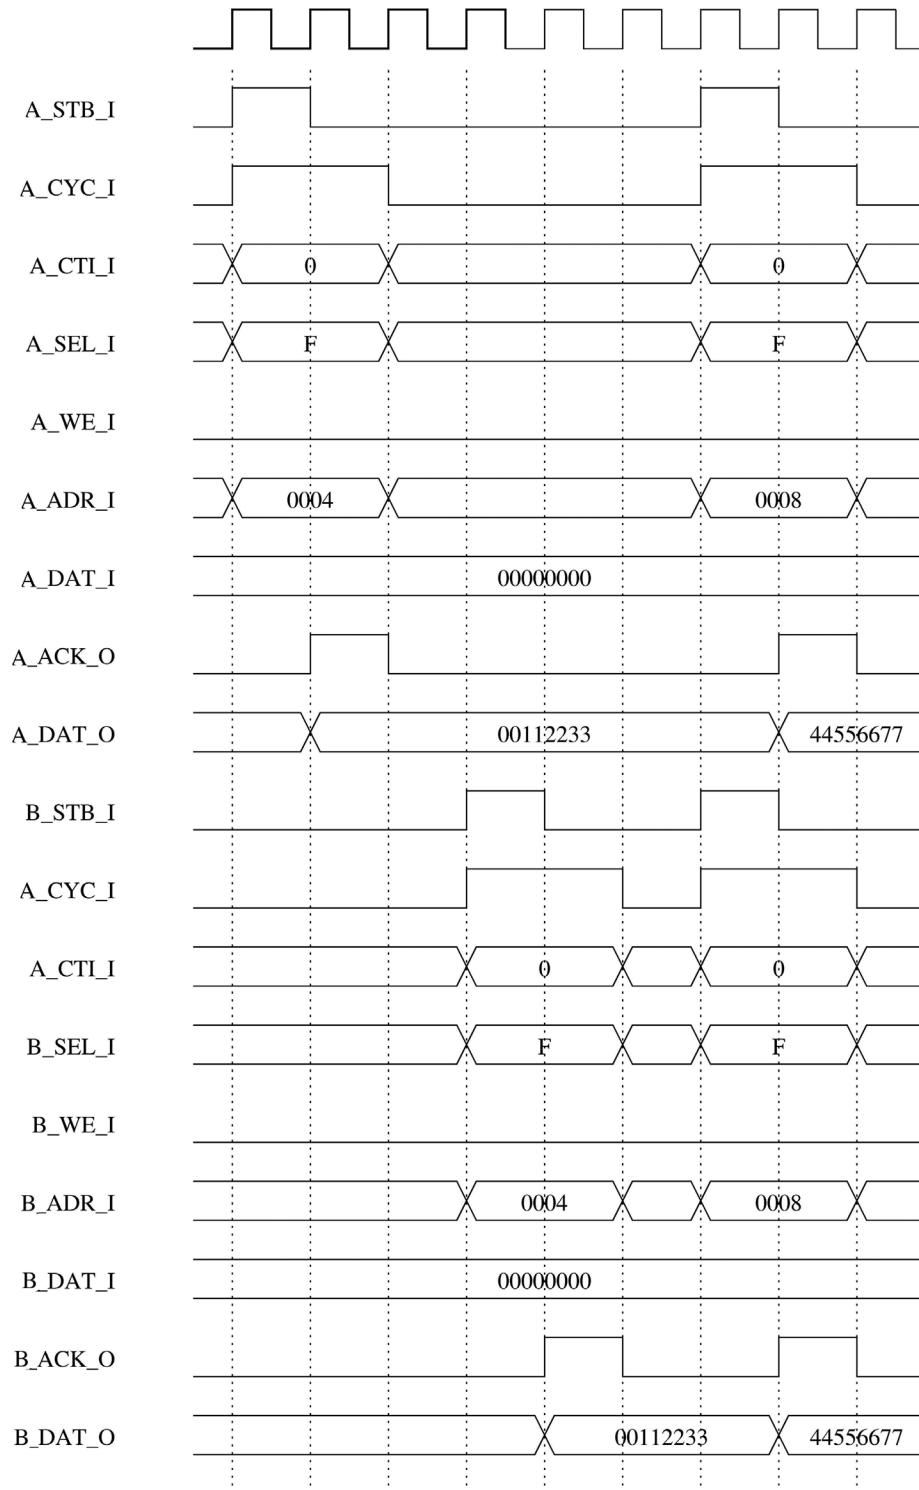 A_STB_I
A_CYC_I
A_CTI_I 0 0
A_SEL_I F F
A_WE_I
A_ADR_I 0004 0008
A_DAT_I 00000000
A_ACK_O
A_DAT_O 00112233 44556677
B_STB_I
A_CYC_I
A_CTI_I 0 0
B_SEL_I F F
B_WE_I
B_ADR_I 0004 0008
B_DAT_I 00000000
B_ACK_O
B_DAT_O 00112233 44556677